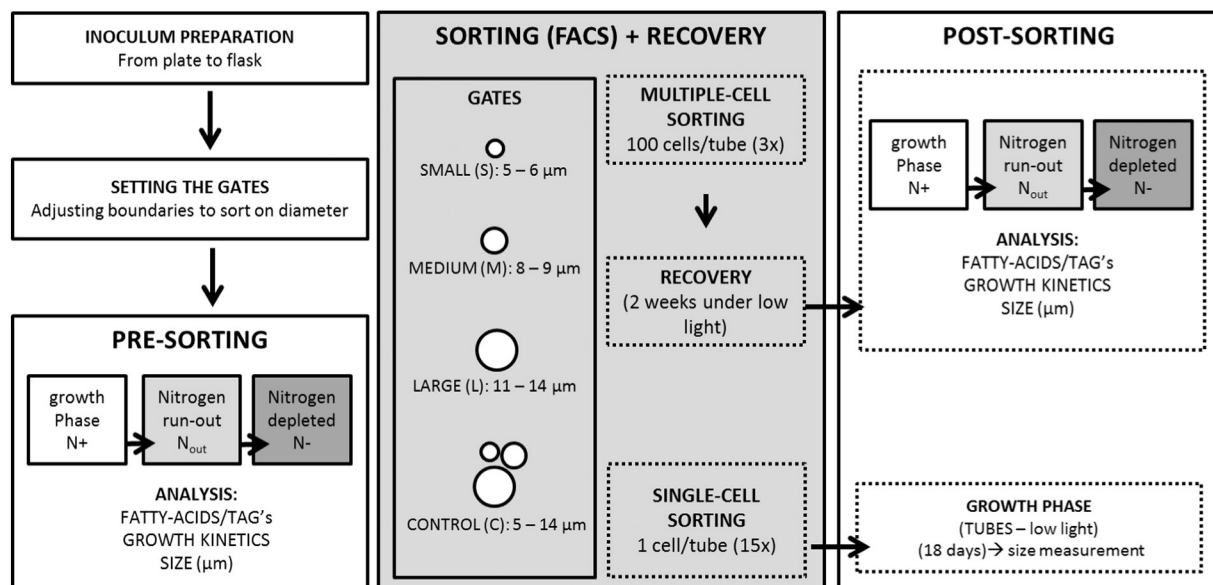 INOCULUM PREPARATION
From plate to flask
SETTING THE GATES
Adjusting boundaries to sort on diameter
PRE-SORTING
growth
Phase
N+
Nitrogen
run-out
Nout
Nitrogen
depleted
N-
ANALYSIS:
FATTY-ACIDS/TAG's
GROWTH KINETICS
SIZE (µm)
SORTING (FACS) + RECOVERY
GATES
SMALL (S): 5 – 6 µm
MEDIUM (M): 8 – 9 µm
LARGE (L): 11 – 14 µm
CONTROL (C): 5 – 14 µm
MULTIPLE-CELL
SORTING
100 cells/tube (3x)
RECOVERY
(2 weeks under low
light)
SINGLE-CELL
SORTING
1 cell/tube (15x)
POST-SORTING
growth
Phase
N+
Nitrogen
run-out
Nout
Nitrogen
depleted
N-
ANALYSIS:
FATTY-ACIDS/TAG's
GROWTH KINETICS
SIZE (µm)
GROWTH PHASE
(TUBES – low light)
(18 days)→ size measurement